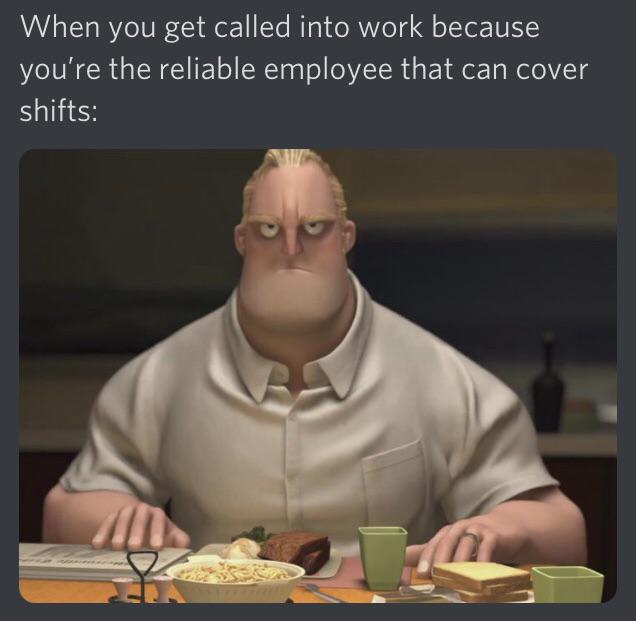 When you get called into work because
you're the reliable employee that can cover
shifts: